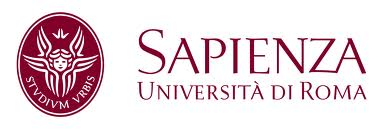 STVDIVM VRBIS
SAPIENZA
UNIVERSITÀ DI ROMA